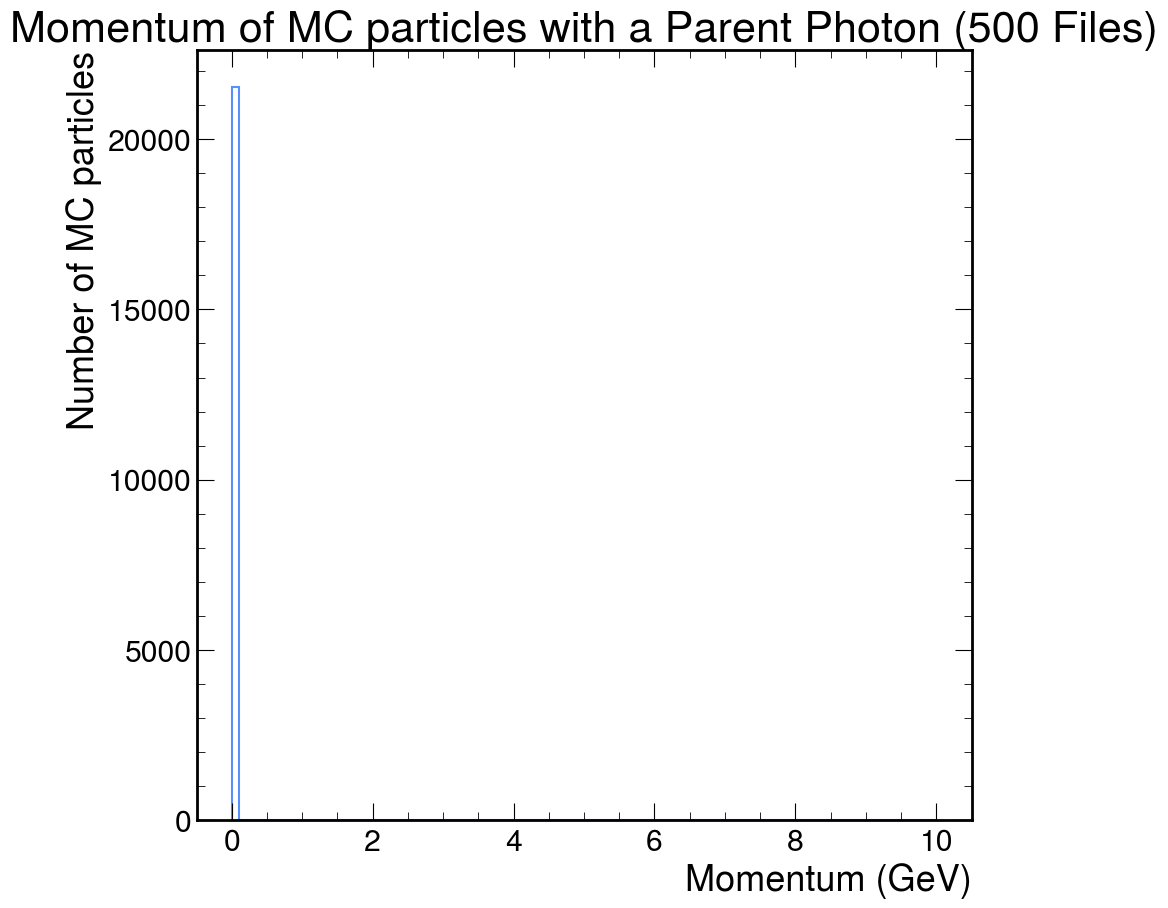 Momentum of MC particles with a Parent Photon (500 Files)
Number of MC particles
20000
15000
10000
5000
0
0 2 4 6 8 10
Momentum (GeV)